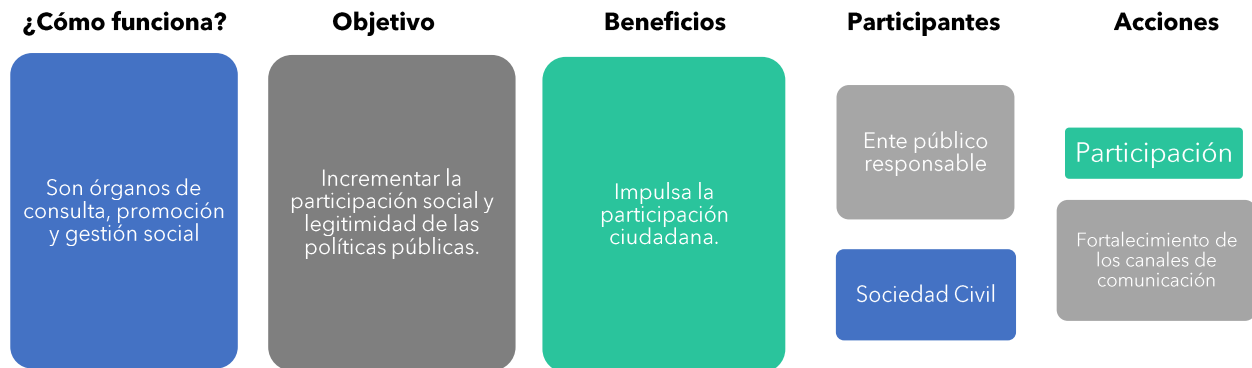 ¿Cómo funciona?
Objetivo
Beneficios
Participantes
Acciones
Son órganos de
consulta, promoción
y gestión social
Incrementar la
participación social y
legitimidad de las
políticas públicas.
Impulsa la
participación
ciudadana.
Ente público
responsable
Sociedad Civil
Participación
Fortalecimiento de
los canales de
comunicación